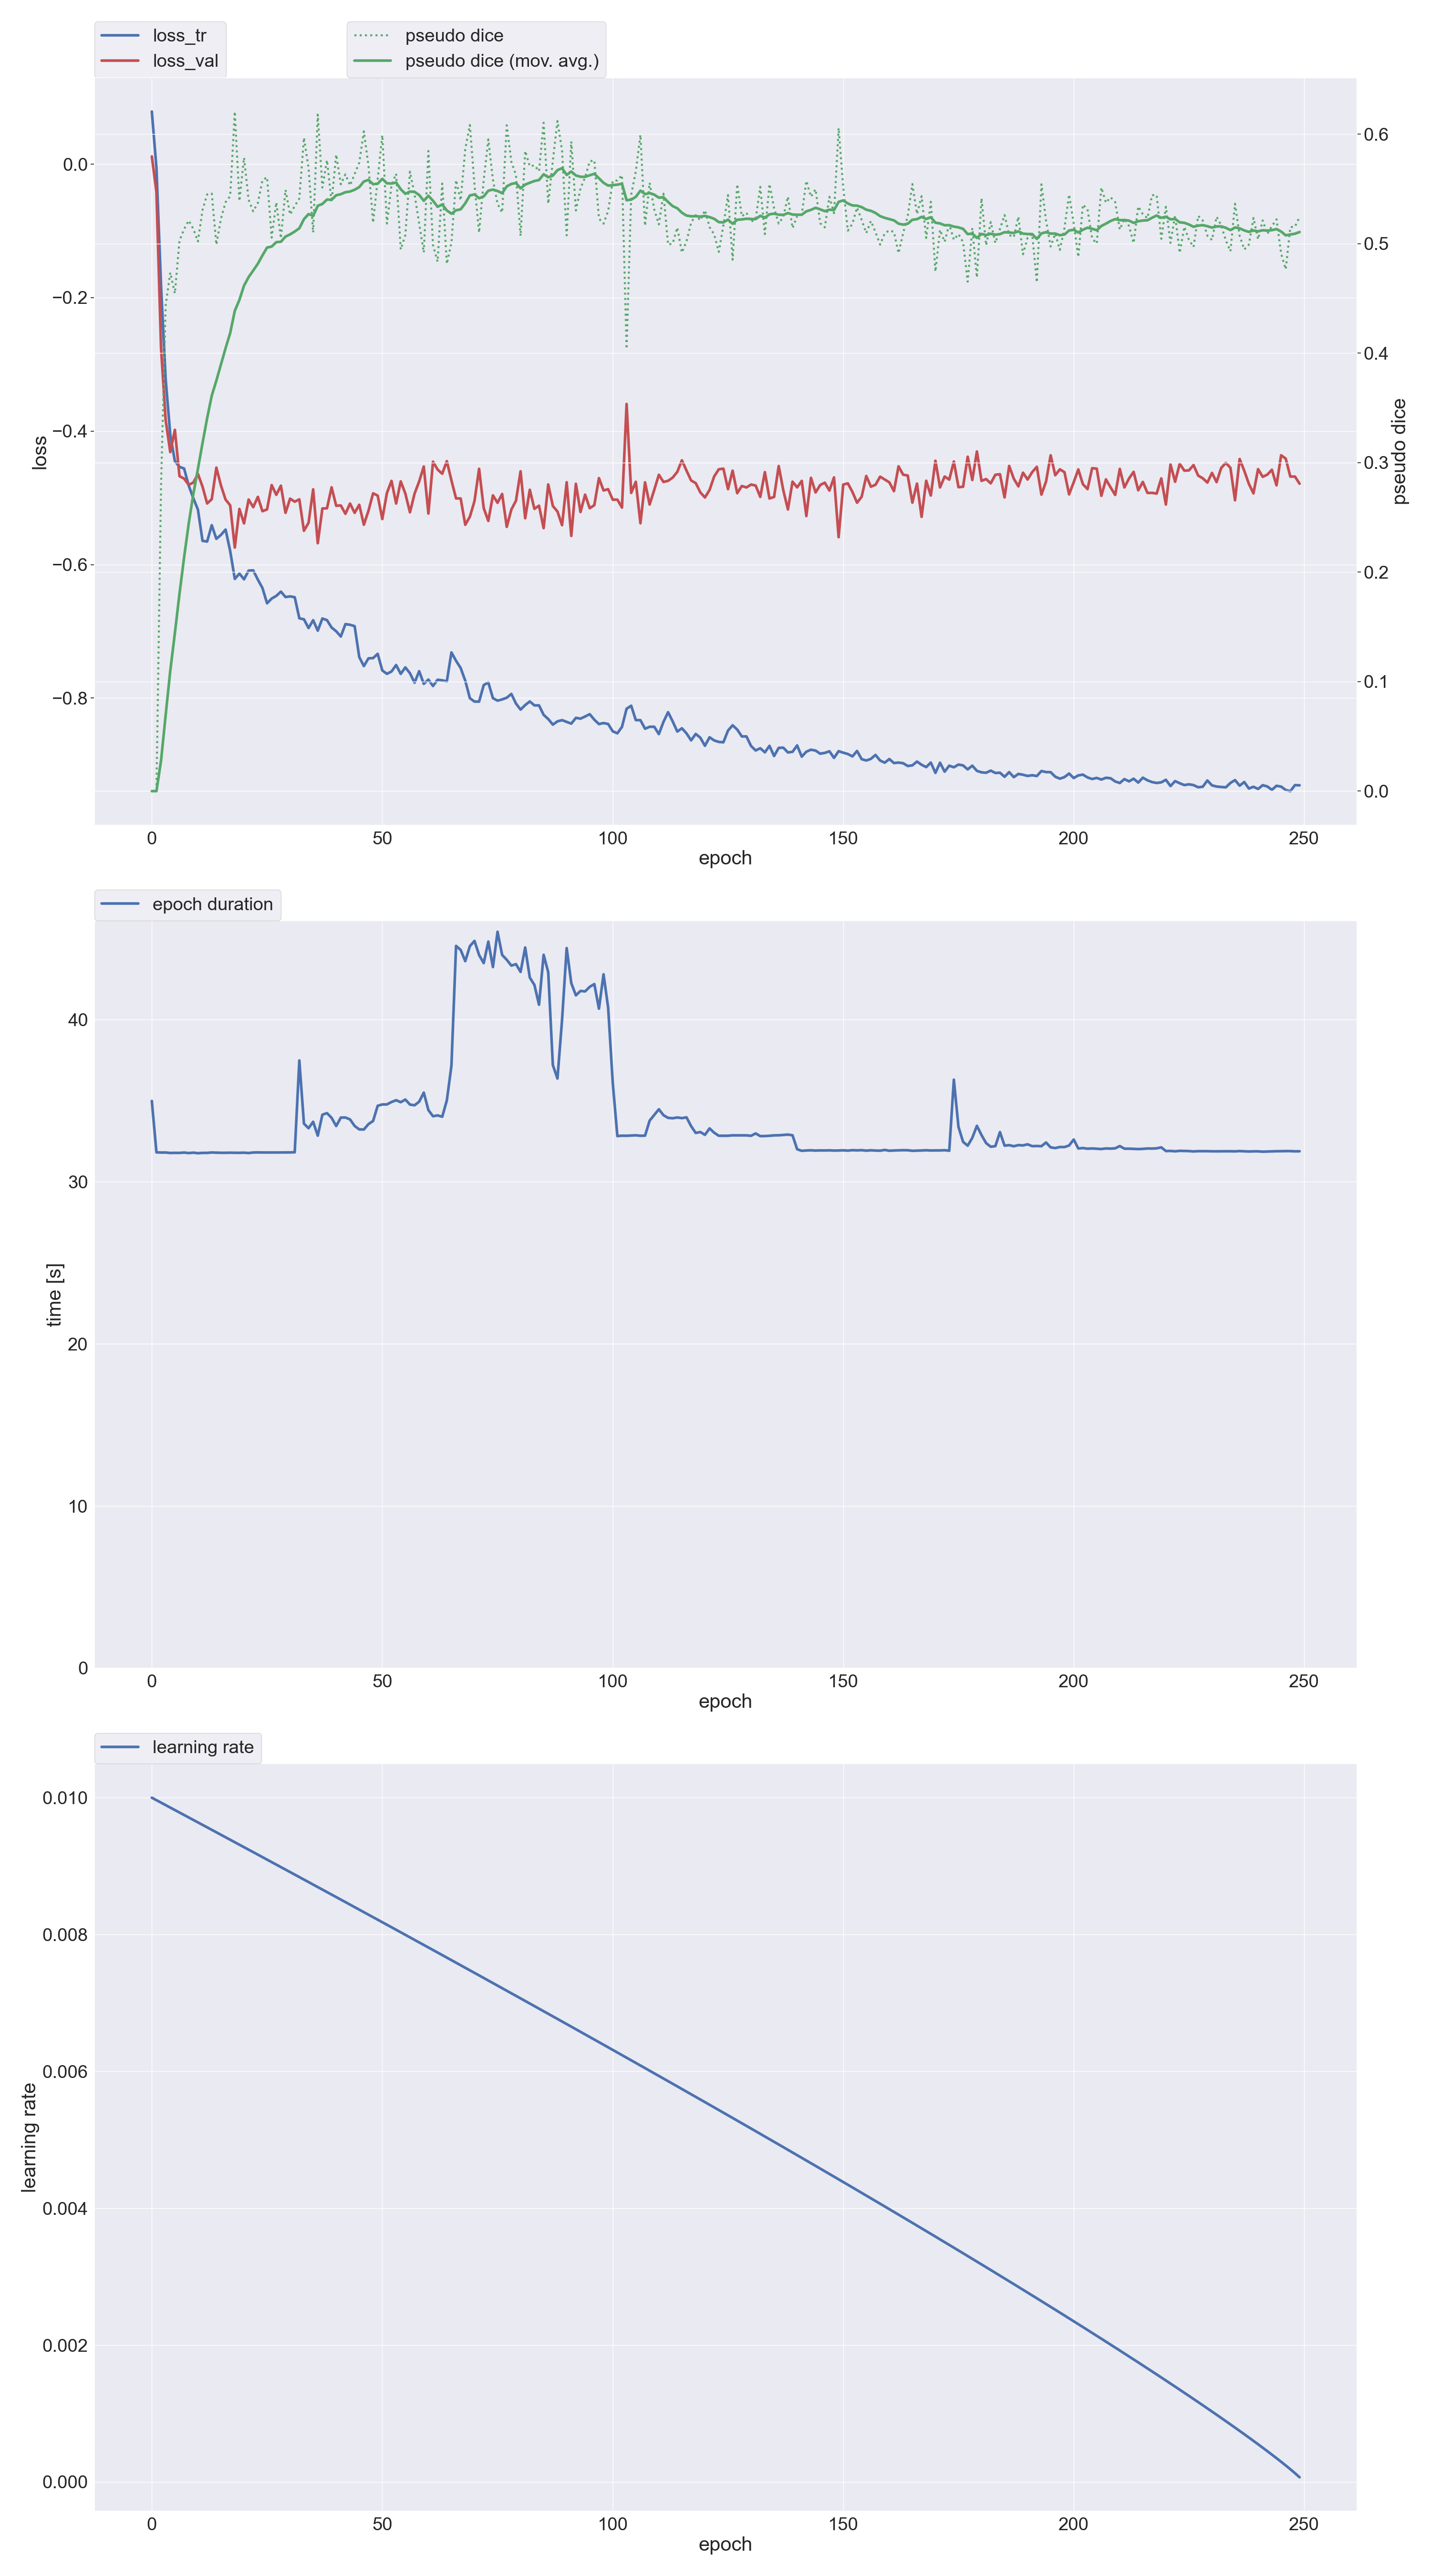 loss_tr
loss_val
pseudo dice
pseudo dice (mov. avg.)
0.0
−0.2
−0.4
−0.6
−0.8
loss
0.6
0.5
0.4
0.3
0.2
0.1
0.0
pseudo dice
0 50 100 150 200 250
epoch
epoch duration
40
30
20
10
0
time [s]
0 50 100 150 200 250
epoch
learning rate
0.010
0.008
0.006
0.004
0.002
0.000
learning rate
0 50 100 150 200 250
epoch